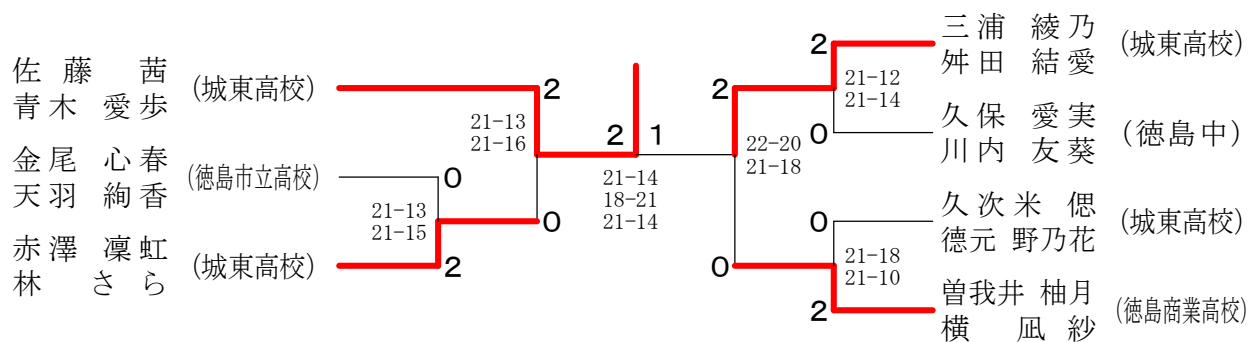 佐藤 茜
青木 愛歩
(城東高校)
金尾 心春
天羽 絢香
(徳島市立高校)
赤澤 凜虹
林 さら
(城東高校)
2
21-13
21-16
0
21-13
21-15
0
2
2
1
21-14
18-21
21-14
2
22-20
21-18
0
2
21-12
21-14
0
0
21-18
21-10
2
三浦 綾乃
舛田 結愛
(城東高校)
久保 愛実
川内 友葵
(徳島中)
久次米 偲
德元 野乃花
(城東高校)
曽我井 柚月
横 凪紗
(徳島商業高校)